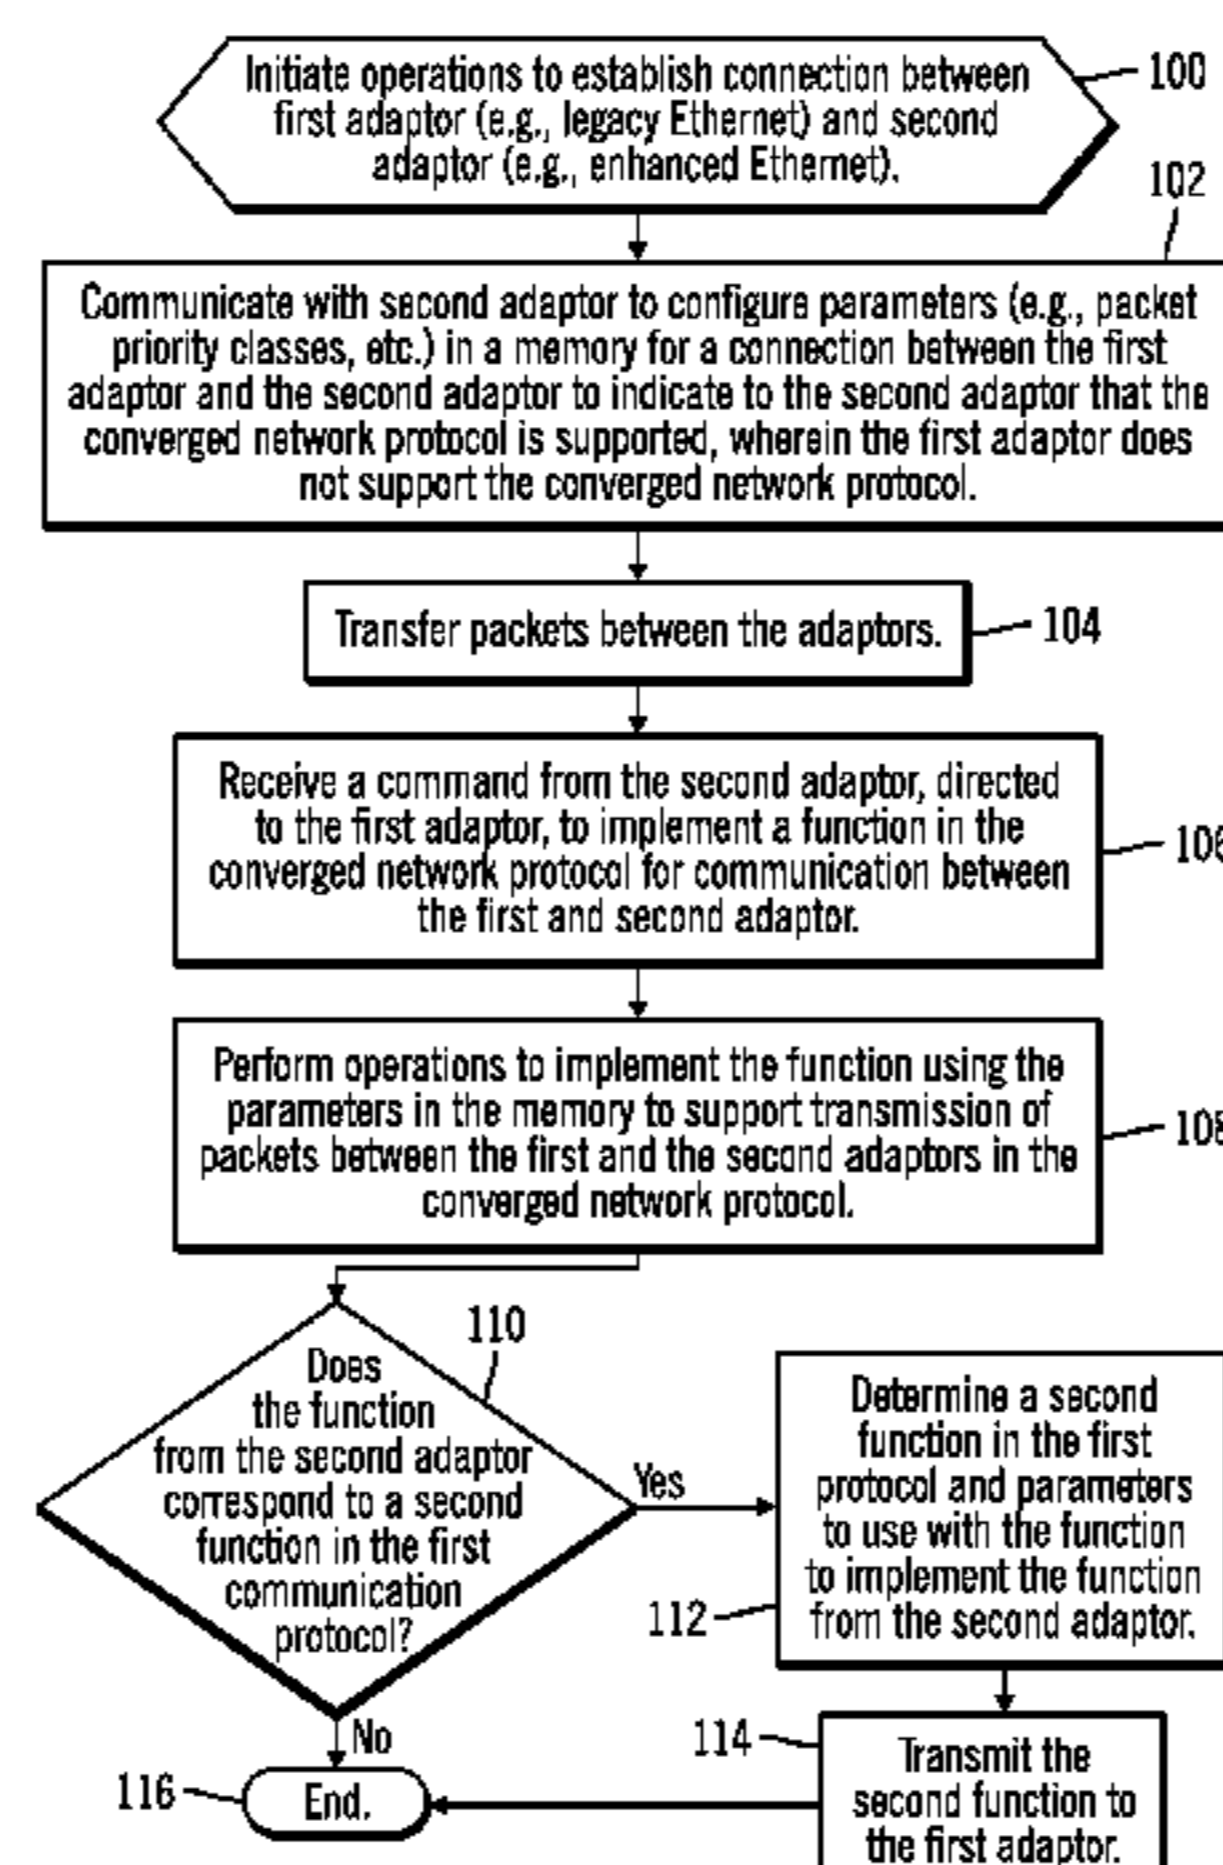 Initiate operations to establish connection between
first adaptor (e.g., legacy Ethernet) and second
adaptor (e.g., enhanced Ethernet).
100
102
Communicate with second adaptor to configure parameters (e.g., packet
priority classes, etc.) in a memory for a connection between the first
adaptor and the second adaptor to indicate to the second adaptor that the
converged network protocol is supported, wherein the first adaptor does
not support the converged network protocol.
Transfer packets between the adaptors.
104
Receive a command from the second adaptor, directed
to the first adaptor, to implement a function in the
converged network protocol for communication between
the first and second adaptor.
106
Perform operations to implement the function using the
parameters in the memory to support transmission of
packets between the first and the second adaptors in the
converged network protocol.
108
110
Does
the function
from the second adaptor
correspond to a second
function in the first
communication
protocol?
Yes
Determine a second
function in the first
protocol and parameters
to use with the function
to implement the function
from the second adaptor.
112
No
114
Transmit the
second function to
the first adaptor.
116
End.